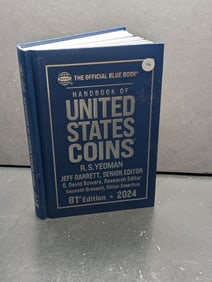 THE OFFICIAL BLUE BOOK®
HANDBOOK OF
UNITED
STATES
COINS®
R.S. YEOMAN
JEFF GARRETT, SENIOR EDITOR
Q. David Bowers, Research Editor
Kenneth Bressett, Editor Emeritus
81st Edition • 2024